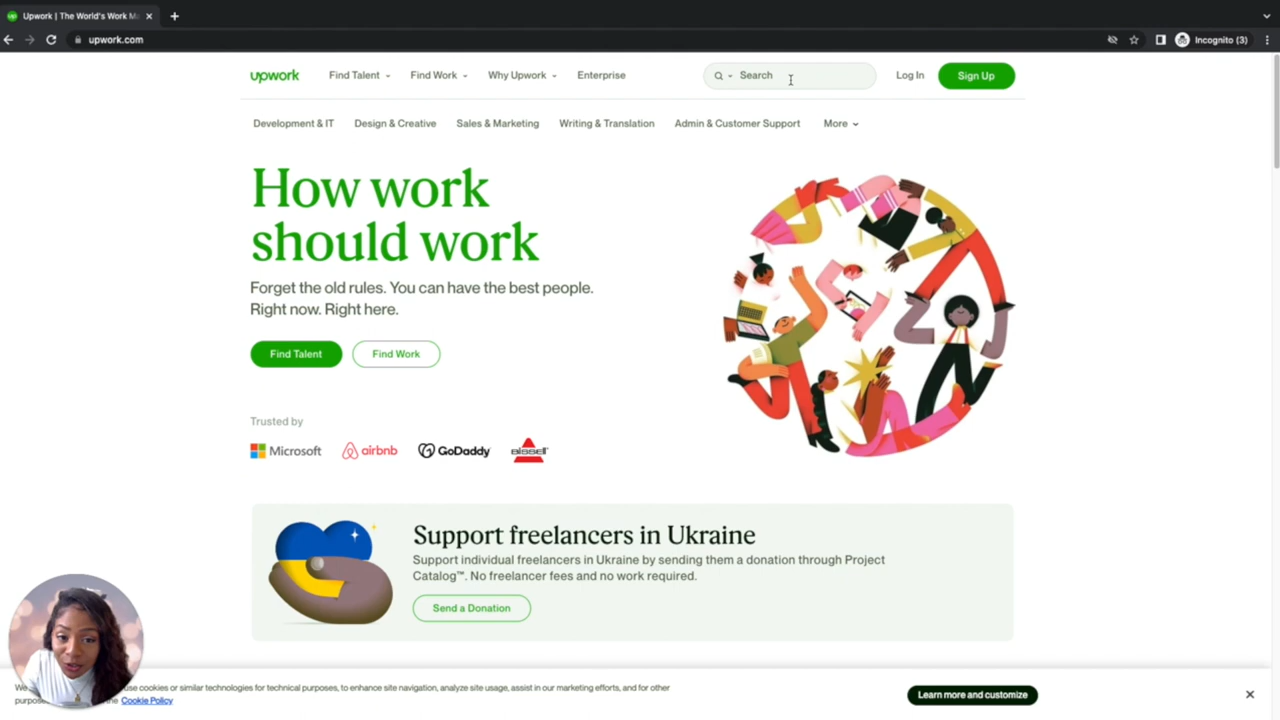 Upwork | The World's Work Ma
upwork.com
Incognito (3)
upwork
Find Talent
Find Work
Why Upwork
Enterprise
Search
Log In
Sign Up
Development & IT
Design & Creative
Sales & Marketing
Writing & Translation
Admin & Customer Support
More
How work
should work
Forget the old rules. You can have the best people.
Right now. Right here.
Find Talent
Find Work
Trusted by
Microsoft
airbnb
GoDaddy
BISSELL
Support freelancers in Ukraine
Support individual freelancers in Ukraine by sending them a donation through Project
Catalog™. No freelancer fees and no work required.
Send a Donation
We use cookies or similar technologies for technical purposes, to enhance site navigation, analyze site usage, assist in our marketing efforts, and for other
purpos the Cookie Policy
Learn more and customize